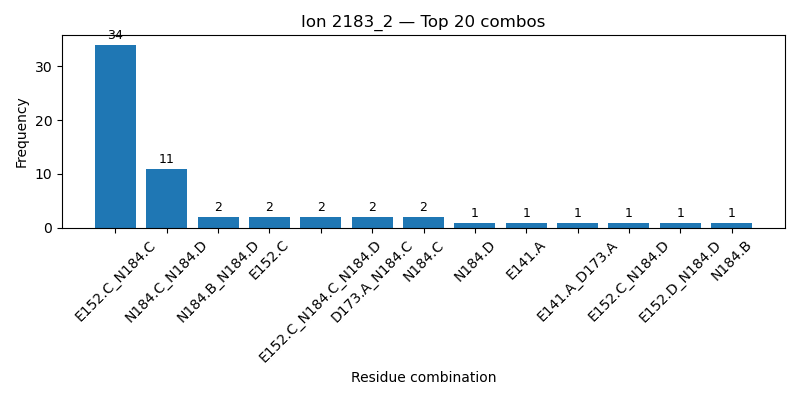 Ion 2183_2 — Top 20 combos
Frequency
30
20
10
0
34
11
2
2
2
2
2
1
1
1
1
1
1
E152.C_N184.C
N184.C_N184.D
N184.B_N184.D
E152.C
E152.C_N184.C_N184.D
D173.A_N184.C
N184.C
N184.D
E141.A
E141.A_D173.A
E152.C_N184.D
E152.D_N184.D
N184.B
Residue combination